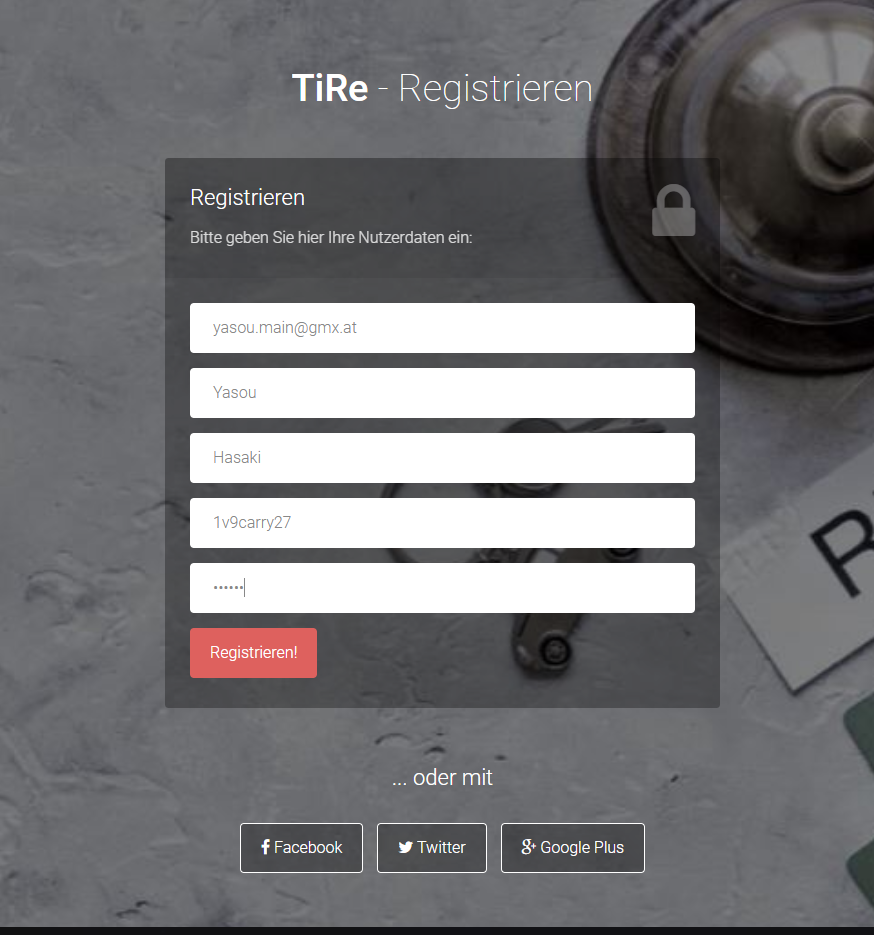 TiRe - Registrieren
Registrieren
Bitte geben Sie hier Ihre Nutzerdaten ein:
yasou.main@gmx.at
Yasou
Hasaki
1v9carry27
••••••
Registrieren!
... oder mit
Facebook
Twitter
Google Plus